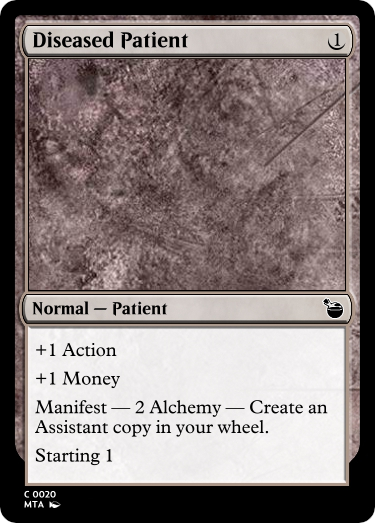 Diseased Patient 1
Normal — Patient
+1 Action
+1 Money
Manifest — 2 Alchemy — Create an
Assistant copy in your wheel.
Starting 1
C 0020
MTA